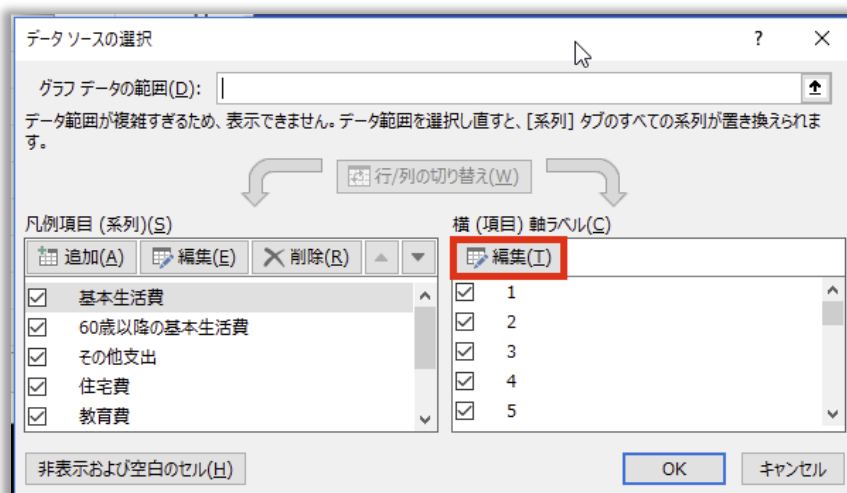 データ ソースの選択 ?
グラフ データの範囲(D):
データ範囲が複雑すぎるため、表示できません。データ範囲を選択し直すと、[系列] タブのすべての系列が置き換えられま
す。
行/列の切り替え(W)
凡例項目 (系列)(S)
追加(A) 編集(E) 削除(R)
基本生活費
60歳以降の基本生活費
その他支出
住宅費
教育費
横 (項目) 軸ラベル(C)
編集(T)
1
2
3
4
5
非表示および空白のセル(H) OK キャンセル